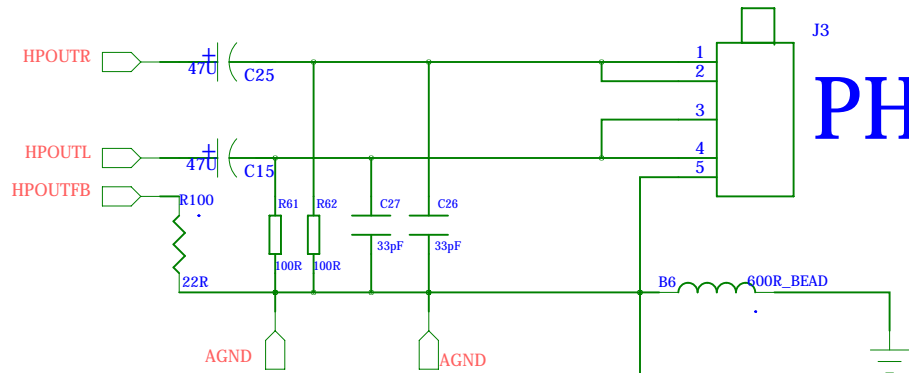 J3
HPOUTR
+
47U
C25
1
2
PH
3
HPOUTL
+
47U
C15
4
5
HPOUTFB
R100
R61
R62
C27
C26
33pF
33pF
100R
100R
22R
B6
600R_BEAD
AGND
AGND